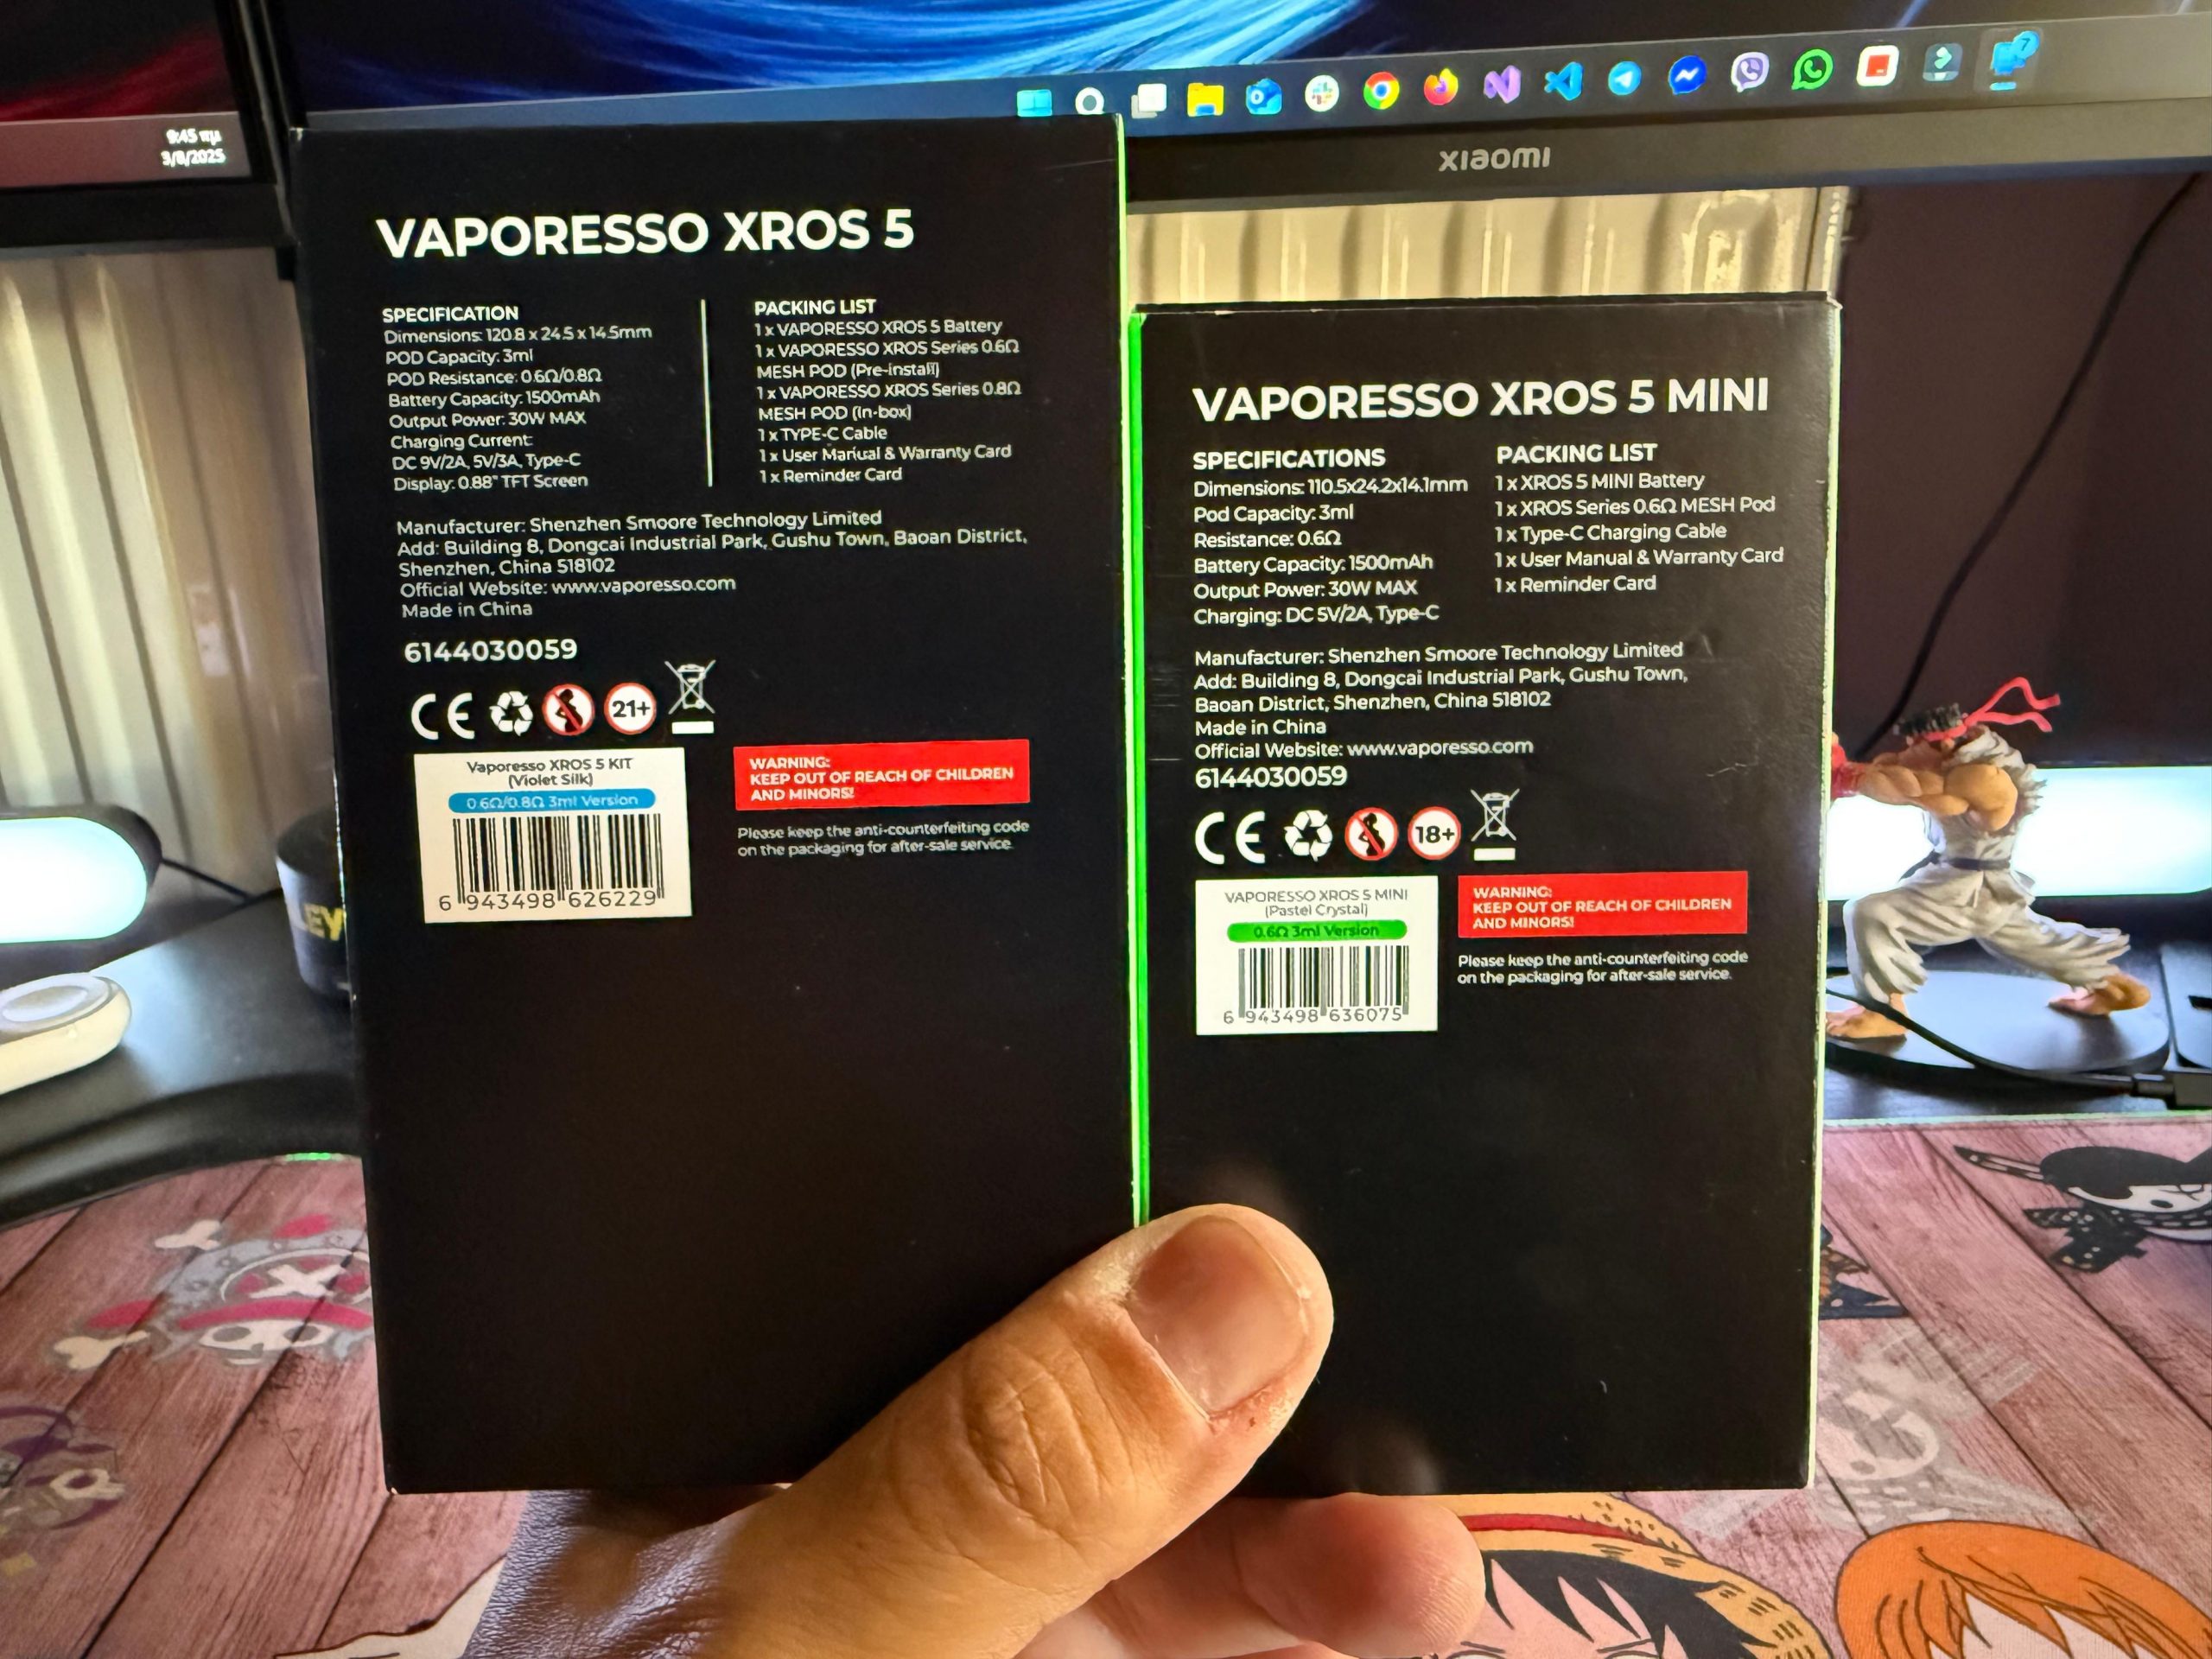 9:45 πμ
3/8/2025
xiaomi
VAPORESSO XROS 5
SPECIFICATION
Dimensions: 120.8 x 24.5 x 14.5mm
POD Capacity: 3ml
POD Resistance: 0.6Ω/0.8Ω
Battery Capacity: 1500mAh
Output Power: 30W MAX
Charging Current:
DC 9V/2A, 5V/3A, Type-C
Display: 0.88" TFT Screen
PACKING LIST
1 x VAPORESSO XROS 5 Battery
1 x VAPORESSO XROS Series 0.6Ω
MESH POD (Pre-install)
1 x VAPORESSO XROS Series 0.8Ω
MESH POD (In-box)
1 x TYPE-C Cable
1 x User Manual & Warranty Card
1 x Reminder Card
Manufacturer: Shenzhen Smoore Technology Limited
Add: Building 8, Dongcai Industrial Park, Gushu Town, Baoan District,
Shenzhen, China 518102
Official Website: www.vaporesso.com
Made in China
6144030059
CE
21+
Vaporesso XROS 5 KIT
(Violet Silk)
0.6Ω/0.8Ω 3ml Version
6 943498 626229
WARNING:
KEEP OUT OF REACH OF CHILDREN
AND MINORS!
Please keep the anti-counterfeiting code
on the packaging for after-sale service.
VAPORESSO XROS 5 MINI
SPECIFICATIONS
Dimensions: 110.5x24.2x14.1mm
Pod Capacity: 3ml
Resistance: 0.6Ω
Battery Capacity: 1500mAh
Output Power: 30W MAX
Charging: DC 5V/2A, Type-C
PACKING LIST
1 x XROS 5 MINI Battery
1 x XROS Series 0.6Ω MESH Pod
1 x Type-C Charging Cable
1 x User Manual & Warranty Card
1 x Reminder Card
Manufacturer: Shenzhen Smoore Technology Limited
Add: Building 8, Dongcai Industrial Park, Gushu Town,
Baoan District, Shenzhen, China 518102
Made in China
Official Website: www.vaporesso.com
6144030059
CE
18+
VAPORESSO XROS 5 MINI
(Pastel Crystal)
0.6Ω 3ml Version
6 943498 636075
WARNING:
KEEP OUT OF REACH OF CHILDREN
AND MINORS!
Please keep the anti-counterfeiting code
on the packaging for after-sale service.